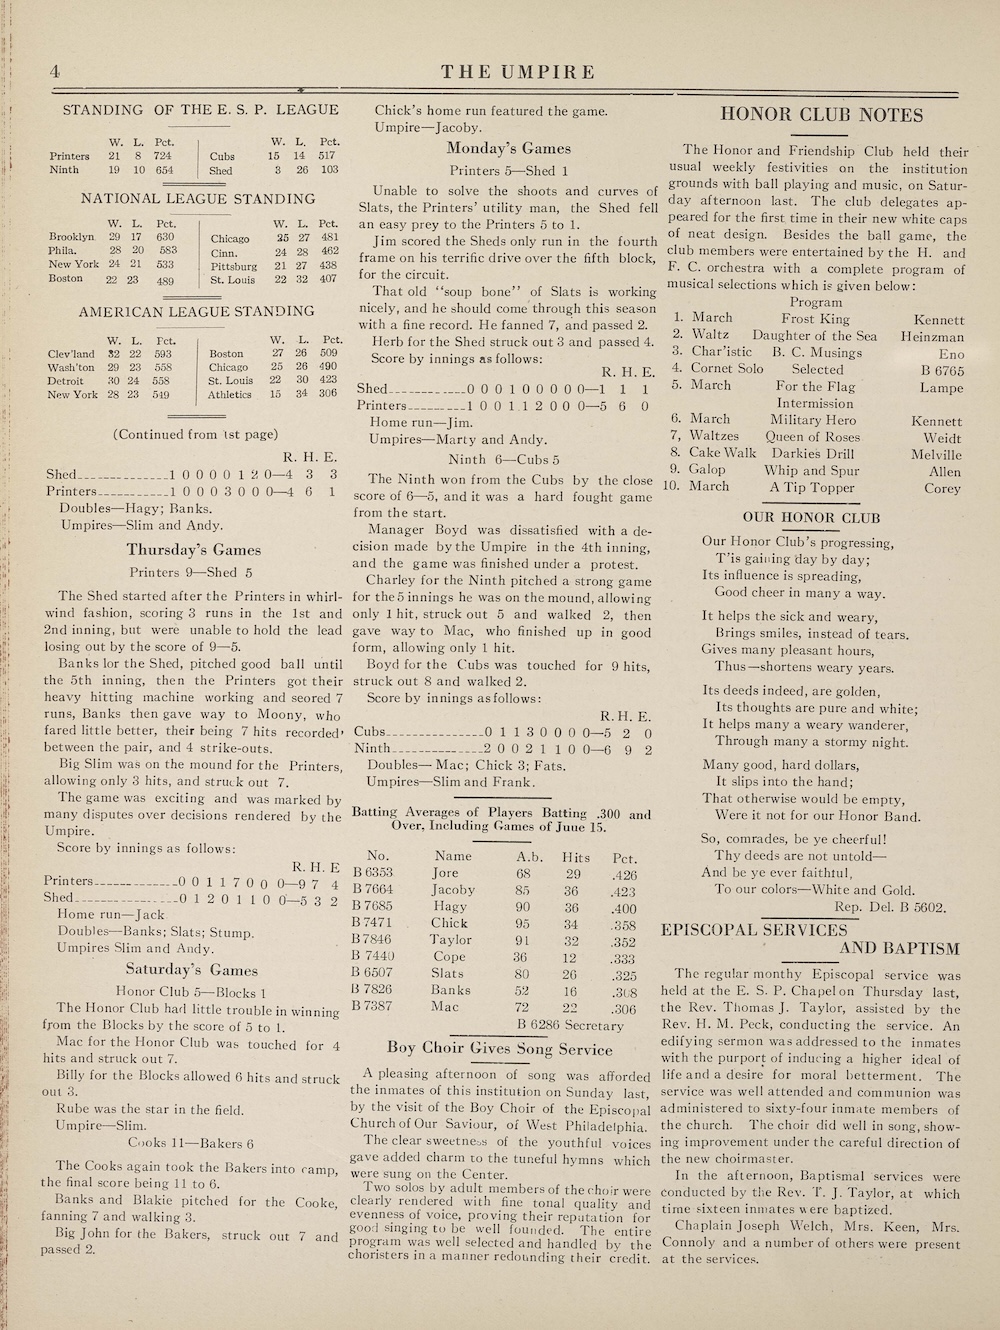 4
THE UMPIRE
STANDING OF THE E. S. P. LEAGUE
W. L. Pct. W. L. Pct.
Printers 21 8 724 Cubs 15 14 517
Ninth 19 10 654 Shed 3 26 103
NATIONAL LEAGUE STANDING
W. L. Pct. W. L. Pct.
Brooklyn 29 17 630 Chicago 25 27 481
Phila. 28 20 583 Cinn. 24 28 462
New York 24 21 533 Pittsburg 21 27 438
Boston 22 23 489 St. Louis 22 32 407
AMERICAN LEAGUE STANDING
W. L. Pct. W. L. Pct.
Clev'land 32 22 593 Boston 27 26 509
Wash'ton 29 23 558 Chicago 25 26 490
Detroit 30 24 558 St. Louis 22 30 423
New York 28 23 549 Athletics 15 34 306
(Continued from 1st page)
R. H. E.
Shed______________1 0 0 0 0 1 2 0—4 3 3
Printers___________1 0 0 0 3 0 0 0—4 6 1
Doubles—Hagy; Banks.
Umpires—Slim and Andy.
Thursday's Games
Printers 9—Shed 5
The Shed started after the Printers in whirl-
wind fashion, scoring 3 runs in the 1st and
2nd inning, but were unable to hold the lead
losing out by the score of 9—5.
Banks lor the Shed, pitched good ball until
the 5th inning, then the Printers got their
heavy hitting machine working and seored 7
runs, Banks then gave way to Moony, who
fared little better, their being 7 hits recorded'
between the pair, and 4 strike-outs.
Big Slim was on the mound for the Printers,
allowing only 3 hits, and struck out 7.
The game was exciting and was marked by
many disputes over decisions rendered by the
Umpire.
Score by innings as follows:
R. H. E
Printers_____________0 0 1 1 7 0 0 0—9 7 4
Shed________________0 1 2 0 1 1 0 0—5 3 2
Home run—Jack
Doubles—Banks; Slats; Stump.
Umpires Slim and Andy.
Saturday's Games
Honor Club 5—Blocks 1
The Honor Club had little trouble in winning
from the Blocks by the score of 5 to 1.
Mac for the Honor Club was touched for 4
hits and struck out 7.
Billy for the Blocks allowed 6 hits and struck
out 3.
Rube was the star in the field.
Umpire—Slim.
Cooks 11—Bakers 6
The Cooks again took the Bakers into camp,
the final score being 11 to 6.
Banks and Blakie pitched for the Cooke,
fanning 7 and walking 3.
Big John for the Bakers, struck out 7 and
passed 2.
Chick's home run featured the game.
Umpire—Jacoby.
Monday's Games
Printers 5—Shed 1
Unable to solve the shoots and curves of
Slats, the Printers' utility man, the Shed fell
an easy prey to the Printers 5 to 1.
Jim scored the Sheds only run in the fourth
frame on his terrific drive over the fifth block,
for the circuit.
That old "soup bone" of Slats is working
nicely, and he should come through this season
with a fine record. He fanned 7, and passed 2.
Herb for the Shed struck out 3 and passed 4.
Score by innings as follows:
R. H. E.
Shed____________0 0 0 1 0 0 0 0 0—1 1 1
Printers_________1 0 0 1 1 2 0 0 0—5 6 0
Home run—Jim.
Umpires—Marty and Andy.
Ninth 6—Cubs 5
The Ninth won from the Cubs by the close
score of 6—5, and it was a hard fought game
from the start.
Manager Boyd was dissatisfied with a de-
cision made by the Umpire in the 4th inning,
and the game was finished under a protest.
Charley for the Ninth pitched a strong game
for the 5 innings he was on the mound, allowing
only 1 hit, struck out 5 and walked 2, then
gave way to Mac, who finished up in good
form, allowing only 1 hit.
Boyd for the Cubs was touched for 9 hits,
struck out 8 and walked 2.
Score by innings as follows:
R. H. E.
Cubs_______________0 1 1 3 0 0 0 0—5 2 0
Ninth______________2 0 0 2 1 1 0 0—6 9 2
Doubles—Mac; Chick 3; Fats.
Umpires—Slim and Frank.
Batting Averages of Players Batting .300 and
Over, Including Games of June 15.
No. Name A.b. Hits Pct.
B 6353 Jore 68 29 .426
B 7664 Jacoby 85 36 .423
B 7685 Hagy 90 36 .400
B 7471 Chick 95 34 .358
B 7846 Taylor 91 32 .352
B 7440 Cope 36 12 .333
B 6507 Slats 80 26 .325
B 7826 Banks 52 16 .308
B 7387 Mac 72 22 .306
B 6286 Secretary
Boy Choir Gives Song Service
A pleasing afternoon of song was afforded
the inmates of this institution on Sunday last,
by the visit of the Boy Choir of the Episcopal
Church of Our Saviour, of West Philadelphia.
The clear sweetness of the youthful voices
gave added charm to the tuneful hymns which
were sung on the Center.
Two solos by adult members of the choir were
clearly rendered with fine tonal quality and
evenness of voice, proving their reputation for
good singing to be well founded. The entire
program was well selected and handled by the
choristers in a manner redounding their credit.
HONOR CLUB NOTES
The Honor and Friendship Club held their
usual weekly festivities on the institution
grounds with ball playing and music, on Satur-
day afternoon last. The club delegates ap-
peared for the first time in their new white caps
of neat design. Besides the ball game, the
club members were entertained by the H. and
F. C. orchestra with a complete program of
musical selections which is given below:
Program
1. March Frost King Kennett
2. Waltz Daughter of the Sea Heinzman
3. Char'istic B. C. Musings Eno
4. Cornet Solo Selected B 6765
5. March For the Flag Lampe
Intermission
6. March Military Hero Kennett
7, Waltzes Queen of Roses Weidt
8. Cake Walk Darkies Drill Melville
9. Galop Whip and Spur Allen
10. March A Tip Topper Corey
OUR HONOR CLUB
Our Honor Club's progressing,
T'is gaining day by day;
Its influence is spreading,
Good cheer in many a way.
It helps the sick and weary,
Brings smiles, instead of tears.
Gives many pleasant hours,
Thus—shortens weary years.
Its deeds indeed, are golden,
Its thoughts are pure and white;
It helps many a weary wanderer,
Through many a stormy night.
Many good, hard dollars,
It slips into the hand;
That otherwise would be empty,
Were it not for our Honor Band.
So, comrades, be ye cheerful!
Thy deeds are not untold—
And be ye ever faithful,
To our colors—White and Gold.
Rep. Del. B 5602.
EPISCOPAL SERVICES
AND BAPTISM
The regular monthy Episcopal service was
held at the E. S. P. Chapel on Thursday last,
the Rev. Thomas J. Taylor, assisted by the
Rev. H. M. Peck, conducting the service. An
edifying sermon was addressed to the inmates
with the purport of inducing a higher ideal of
life and a desire for moral betterment. The
service was well attended and communion was
administered to sixty-four inmate members of
the church. The choir did well in song, show-
ing improvement under the careful direction of
the new choirmaster.
In the afternoon, Baptismal services were
conducted by the Rev. T. J. Taylor, at which
time sixteen inmates were baptized.
Chaplain Joseph Welch, Mrs. Keen, Mrs.
Connoly and a number of others were present
at the services.